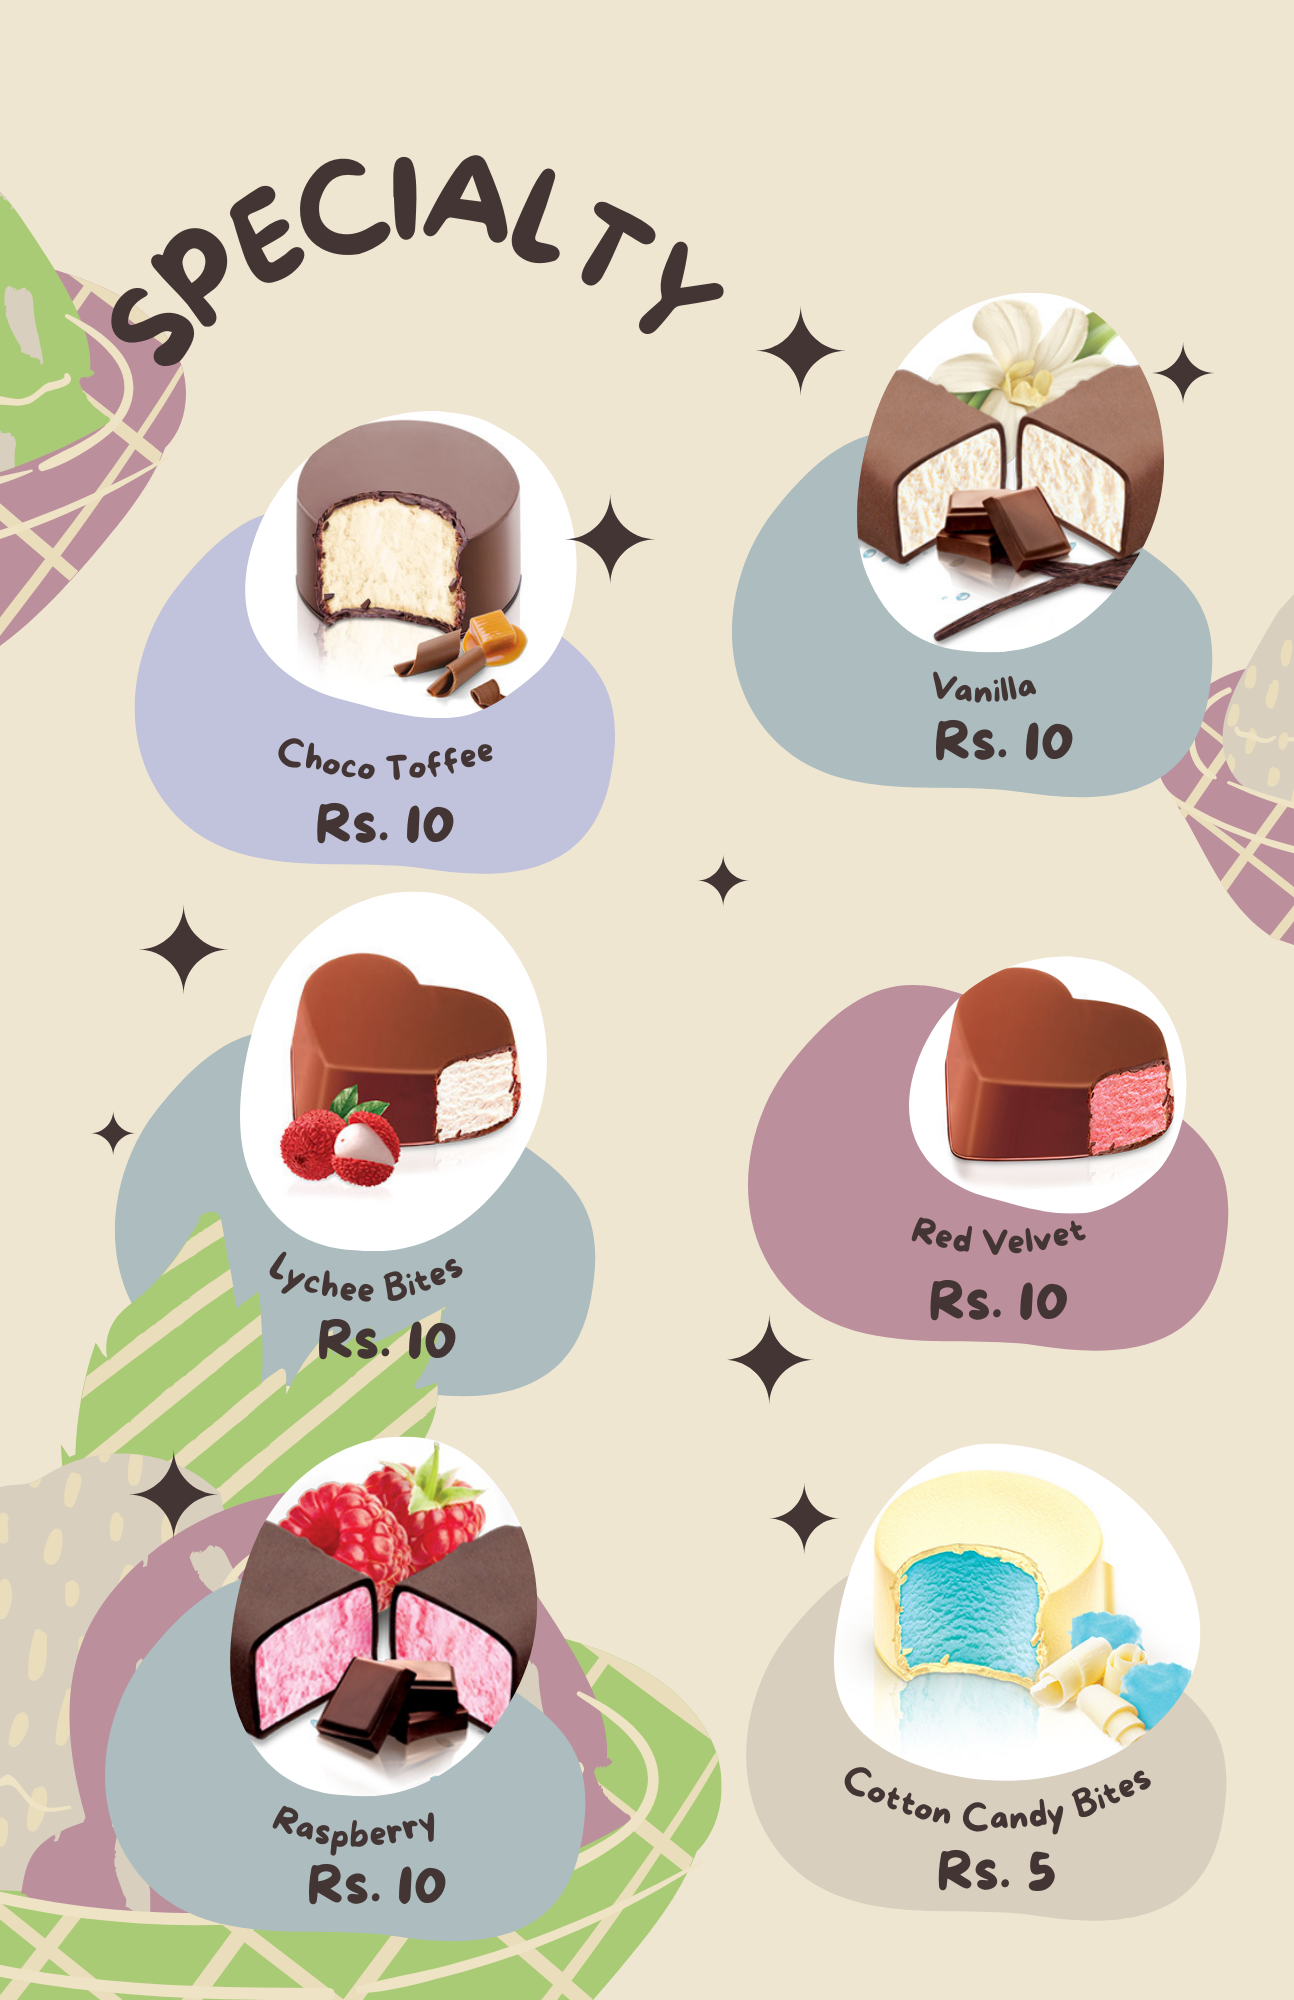 SPECIALTY
Choco Toffee
Rs. 10
Vanilla
Rs. 10
Lychee Bites
Rs. 10
Red Velvet
Rs. 10
Raspberry
Rs. 10
Cotton Candy Bites
Rs. 5